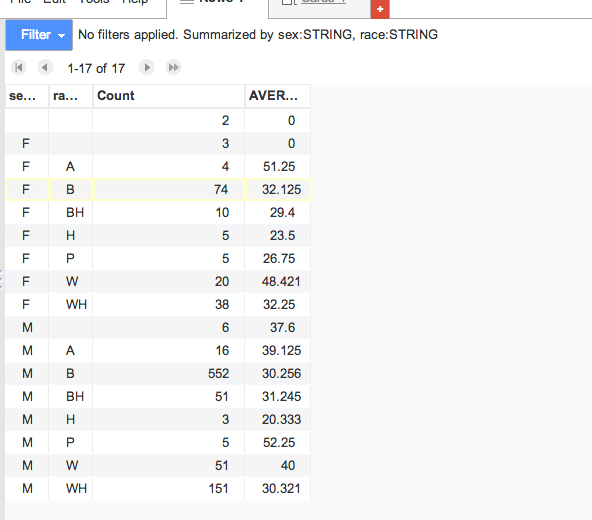 File Edit Tools Help Rows 1 Cards 1 +
Filter No filters applied. Summarized by sex:STRING, race:STRING
1-17 of 17
se... ra... Count AVER...
2 0
F 3 0
F A 4 51.25
F B 74 32.125
F BH 10 29.4
F H 5 23.5
F P 5 26.75
F W 20 48.421
F WH 38 32.25
M 6 37.6
M A 16 39.125
M B 552 30.256
M BH 51 31.245
M H 3 20.333
M P 5 52.25
M W 51 40
M WH 151 30.321